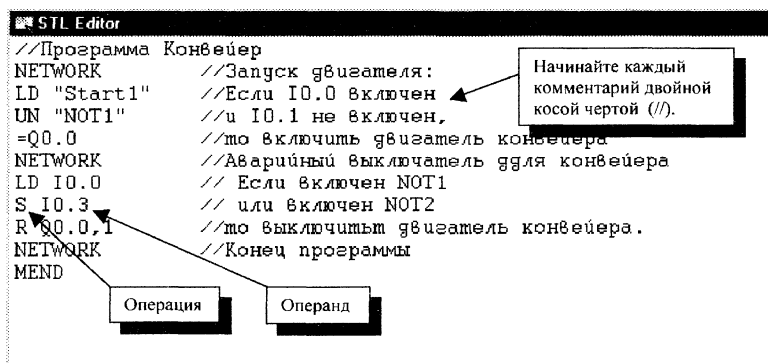 STL Editor
//Программа Конвейер
NETWORK //Запуск двигателя:
LD "Start1" //Если I0.0 включен
UN "NOT1" //и I0.1 не включен,
=Q0.0 //то включить двигатель конвейера
NETWORK //Аварийный выключатель ддля конвейера
LD I0.0 // Если включен NOT1
S I0.3 // или включен NOT2
R Q0.0,1 //то выключитьт двигатель конвейера.
NETWORK //Конец программы
MEND
Начинайте каждый
комментарий двойной
косой чертой (//).
Операция
Операнд